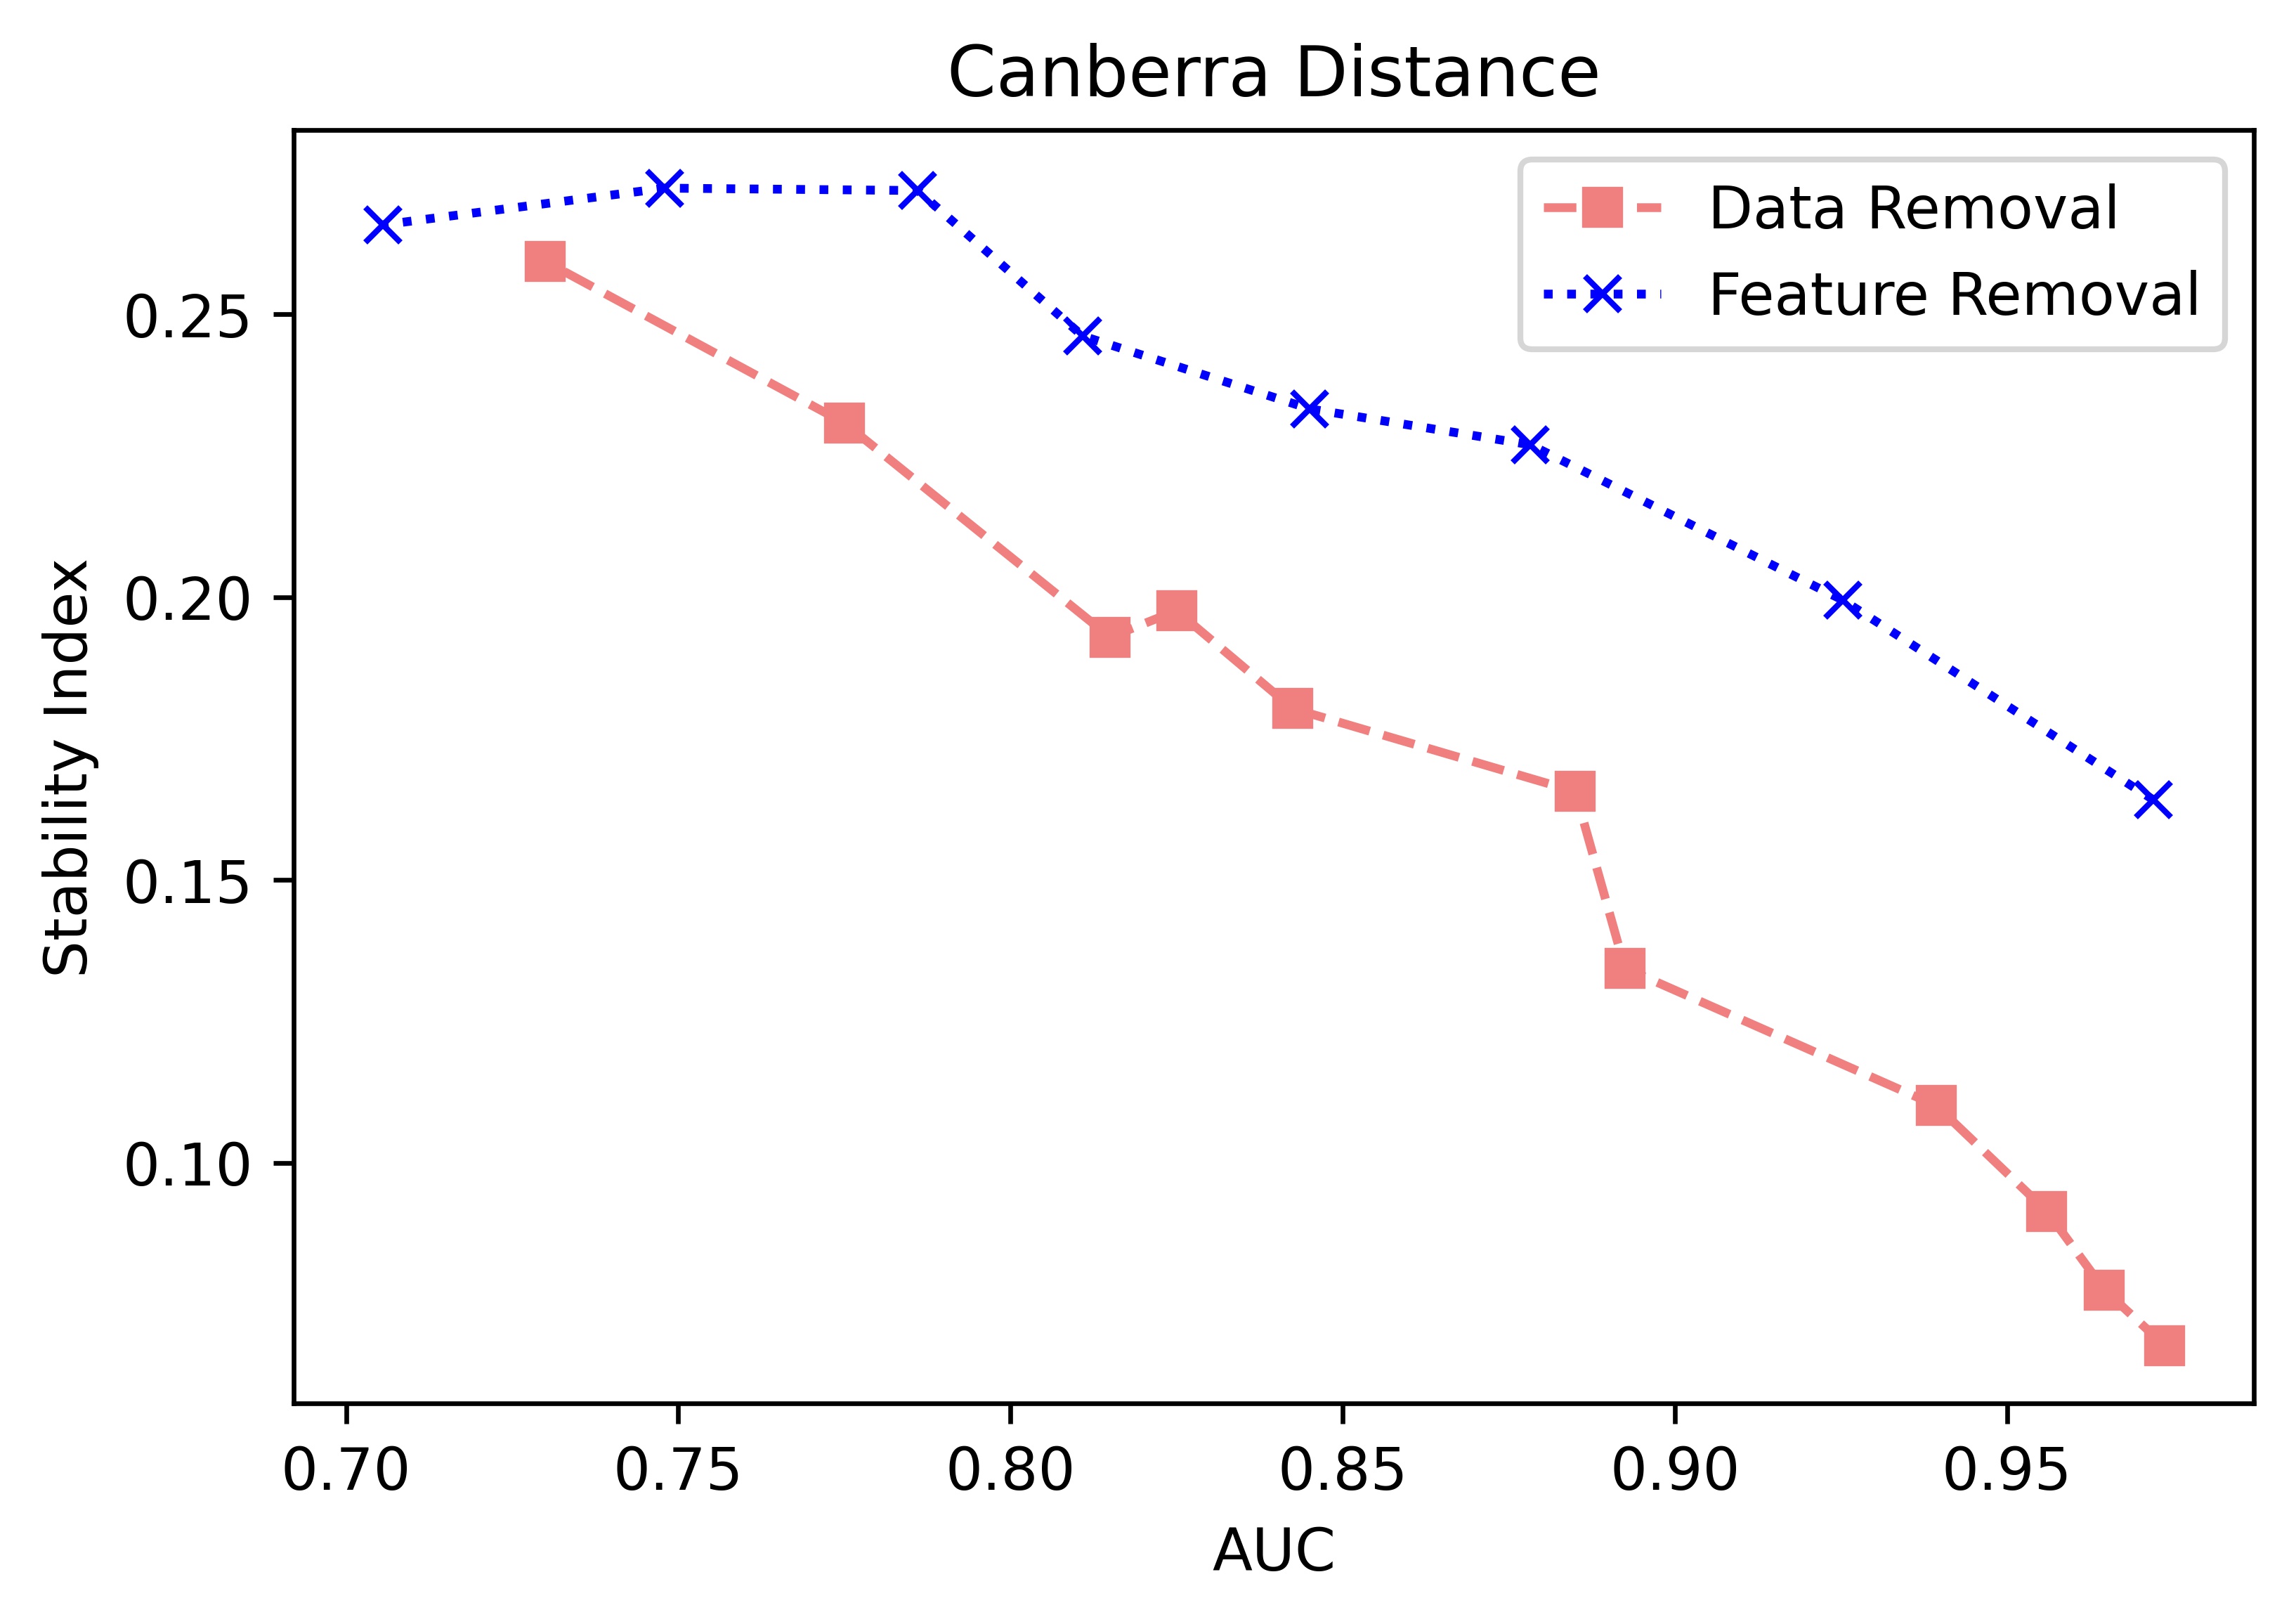 Canberra Distance
Data Removal
Feature Removal
Stability Index
0.25
0.20
0.15
0.10
0.70 0.75 0.80 0.85 0.90 0.95
AUC